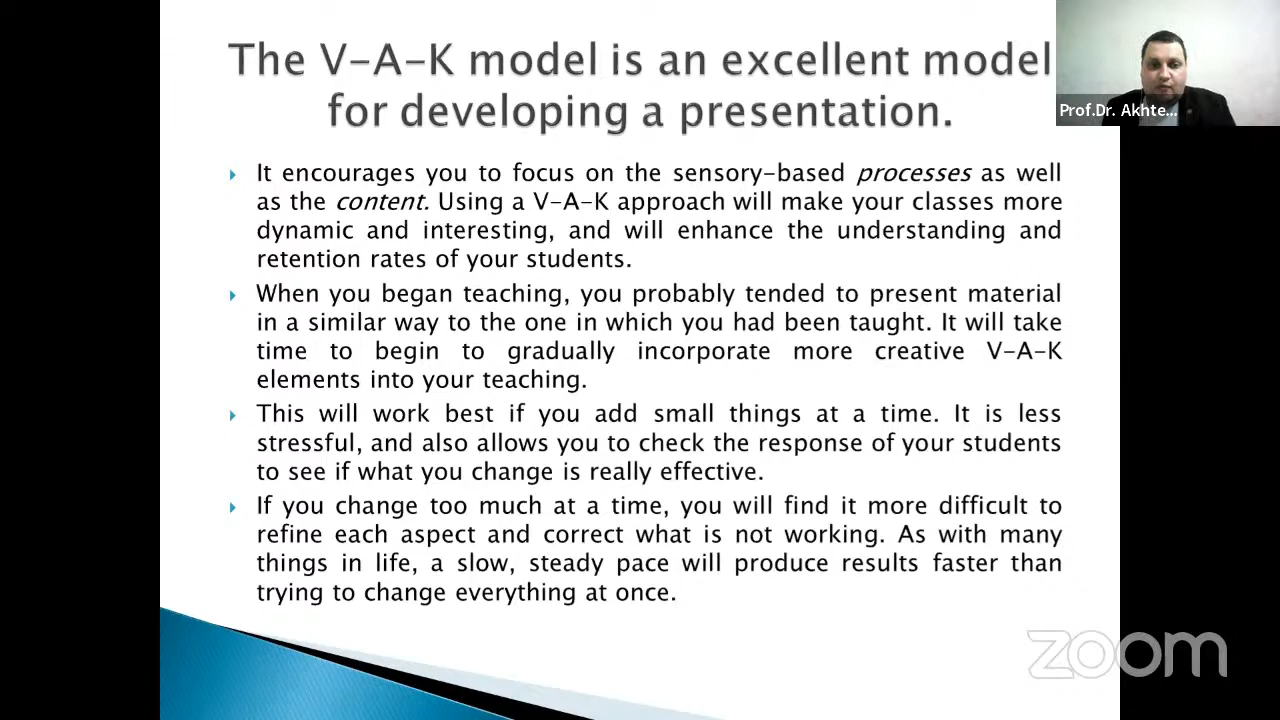 The V-A-K model is an excellent model
for developing a presentation.
Prof.Dr. Akhte...
It encourages you to focus on the sensory-based processes as well
as the content. Using a V-A-K approach will make your classes more
dynamic and interesting, and will enhance the understanding and
retention rates of your students.
When you began teaching, you probably tended to present material
in a similar way to the one in which you had been taught. It will take
time to begin to gradually incorporate more creative V-A-K
elements into your teaching.
This will work best if you add small things at a time. It is less
stressful, and also allows you to check the response of your students
to see if what you change is really effective.
If you change too much at a time, you will find it more difficult to
refine each aspect and correct what is not working. As with many
things in life, a slow, steady pace will produce results faster than
trying to change everything at once.
zoom